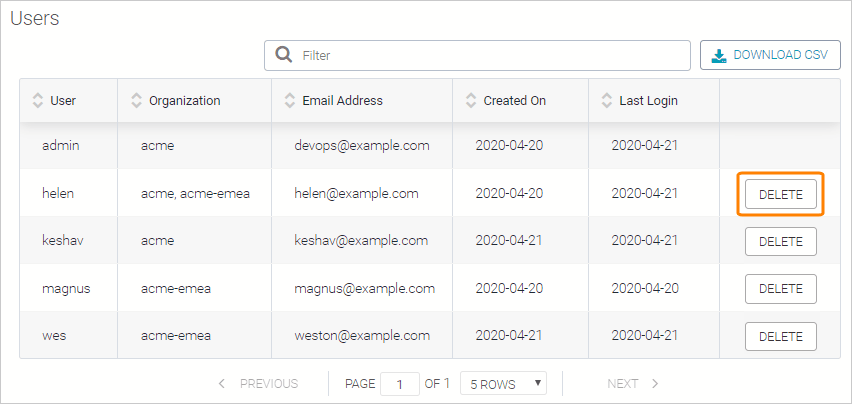 Users
Filter
DOWNLOAD CSV
User Organization Email Address Created On Last Login
admin acme devops@example.com 2020-04-20 2020-04-21
helen acme, acme-emea helen@example.com 2020-04-20 2020-04-21 DELETE
keshav acme keshav@example.com 2020-04-21 2020-04-21 DELETE
magnus acme-emea magnus@example.com 2020-04-20 2020-04-20 DELETE
wes acme-emea weston@example.com 2020-04-21 2020-04-21 DELETE
PREVIOUS PAGE 1 OF 1 5 ROWS NEXT